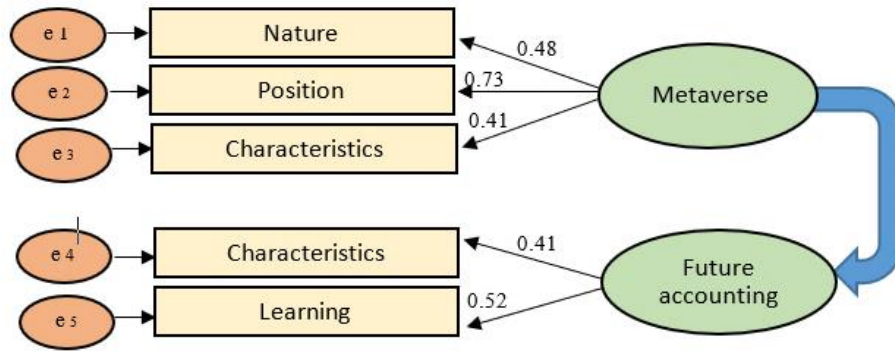 e 1
Nature
0.48
Metaverse
e 2
Position
0.73
e 3
Characteristics
0.41
e 4
Characteristics
0.41
Future
accounting
e 5
Learning
0.52